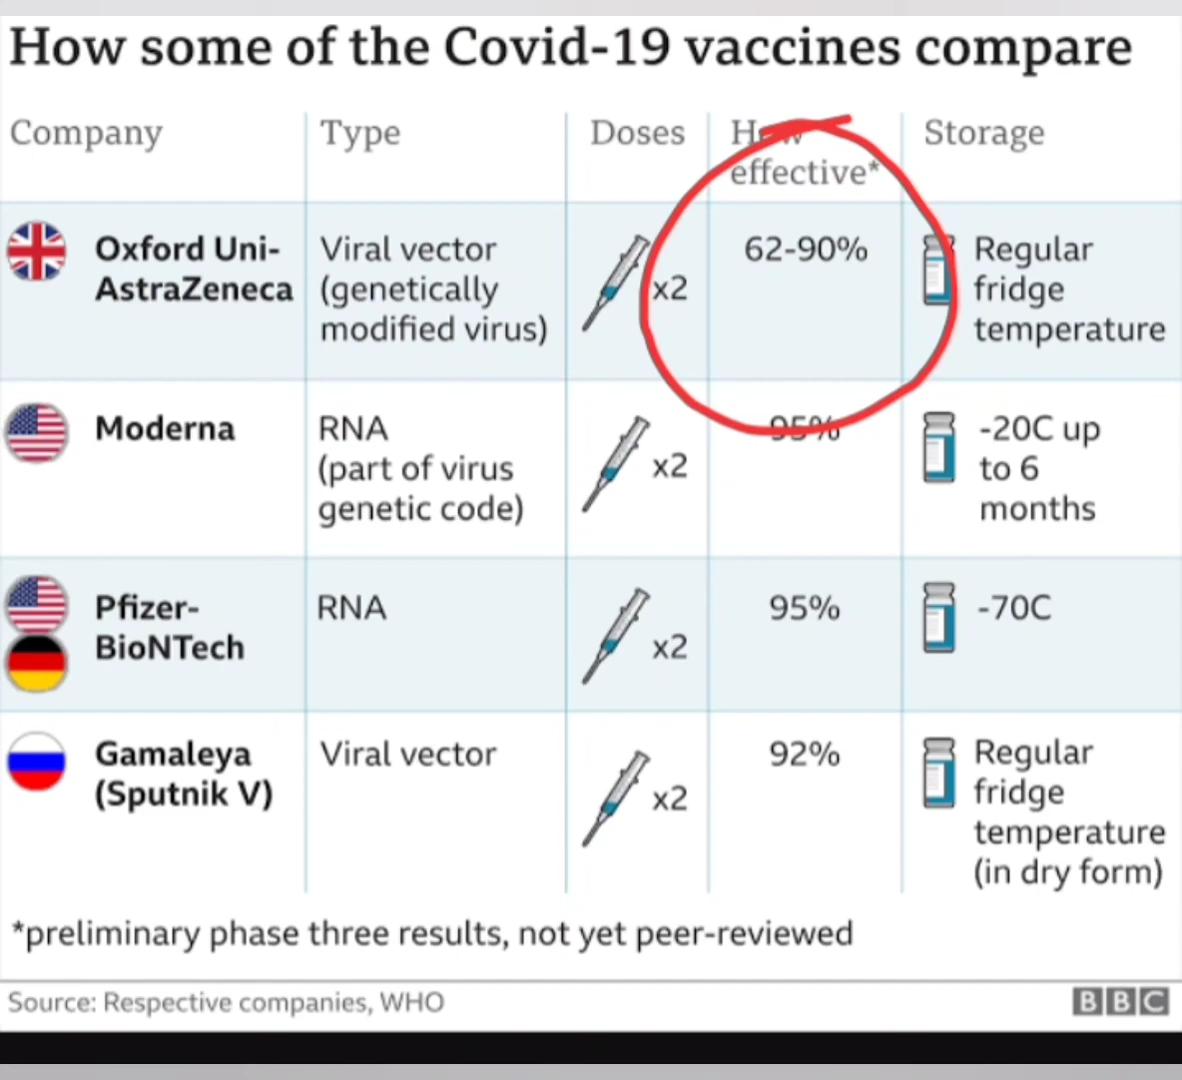 How some of the Covid-19 vaccines compare
Company
Type
Doses
How
effective*
Storage
Oxford Uni-
AstraZeneca
Viral vector
(genetically
modified virus)
x2
62-90%
Regular
fridge
temperature
Moderna
RNA
(part of virus
genetic code)
x2
95%
-20C up
to 6
months
Pfizer-
BioNTech
RNA
x2
95%
-70C
Gamaleya
(Sputnik V)
Viral vector
x2
92%
Regular
fridge
temperature
(in dry form)
*preliminary phase three results, not yet peer-reviewed
Source: Respective companies, WHO
BBC